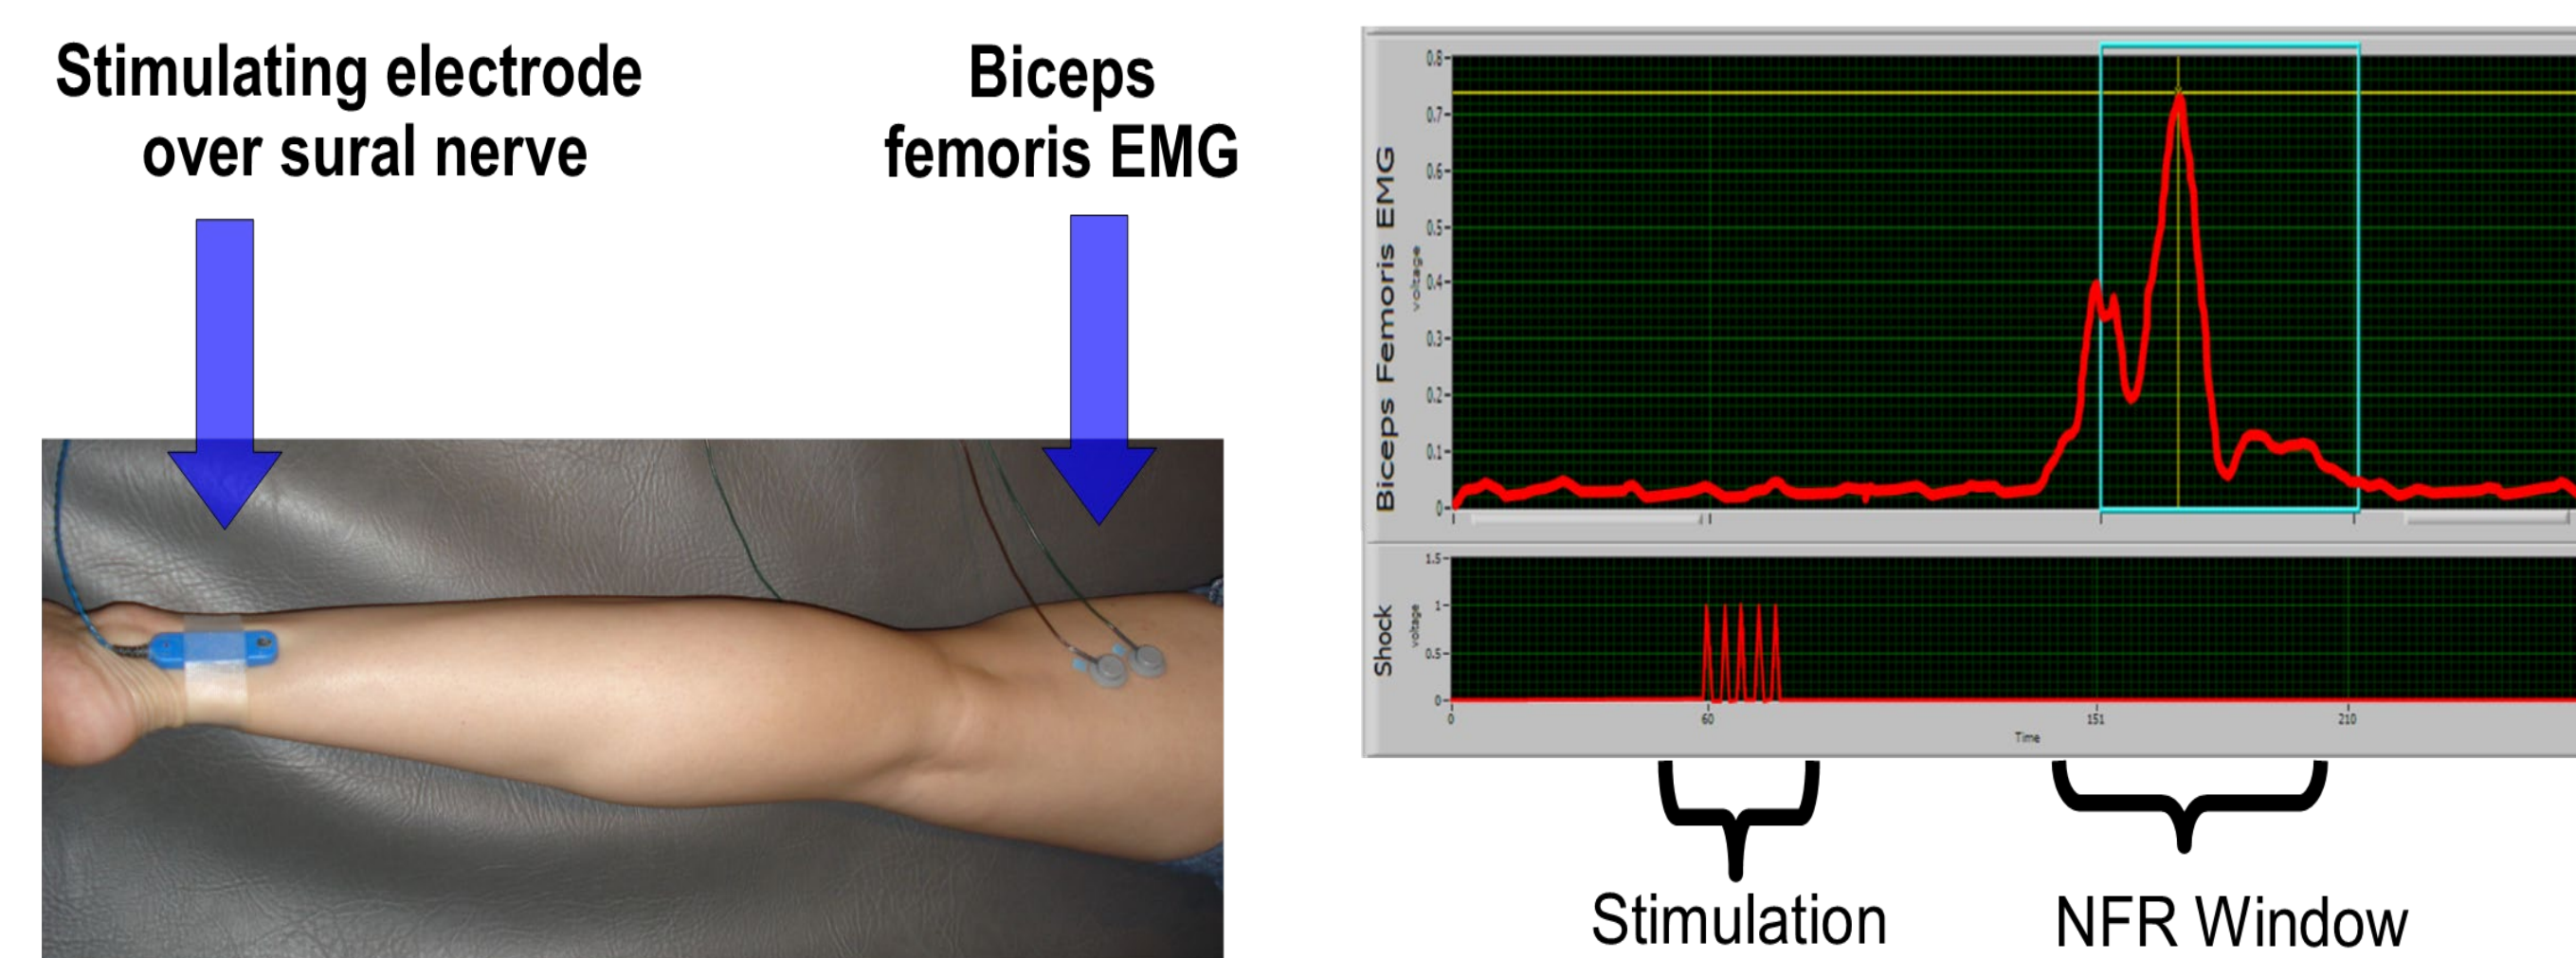 Stimulating electrode
over sural nerve
Biceps
femoris EMG
Biceps Femoris EMG
voltage
0.8
0.7
0.6
0.5
0.4
0.3
0.2
0.1
0
Shock
voltage
1.5
1
0.5
0
0
60
151
210
Time
Stimulation
NFR Window